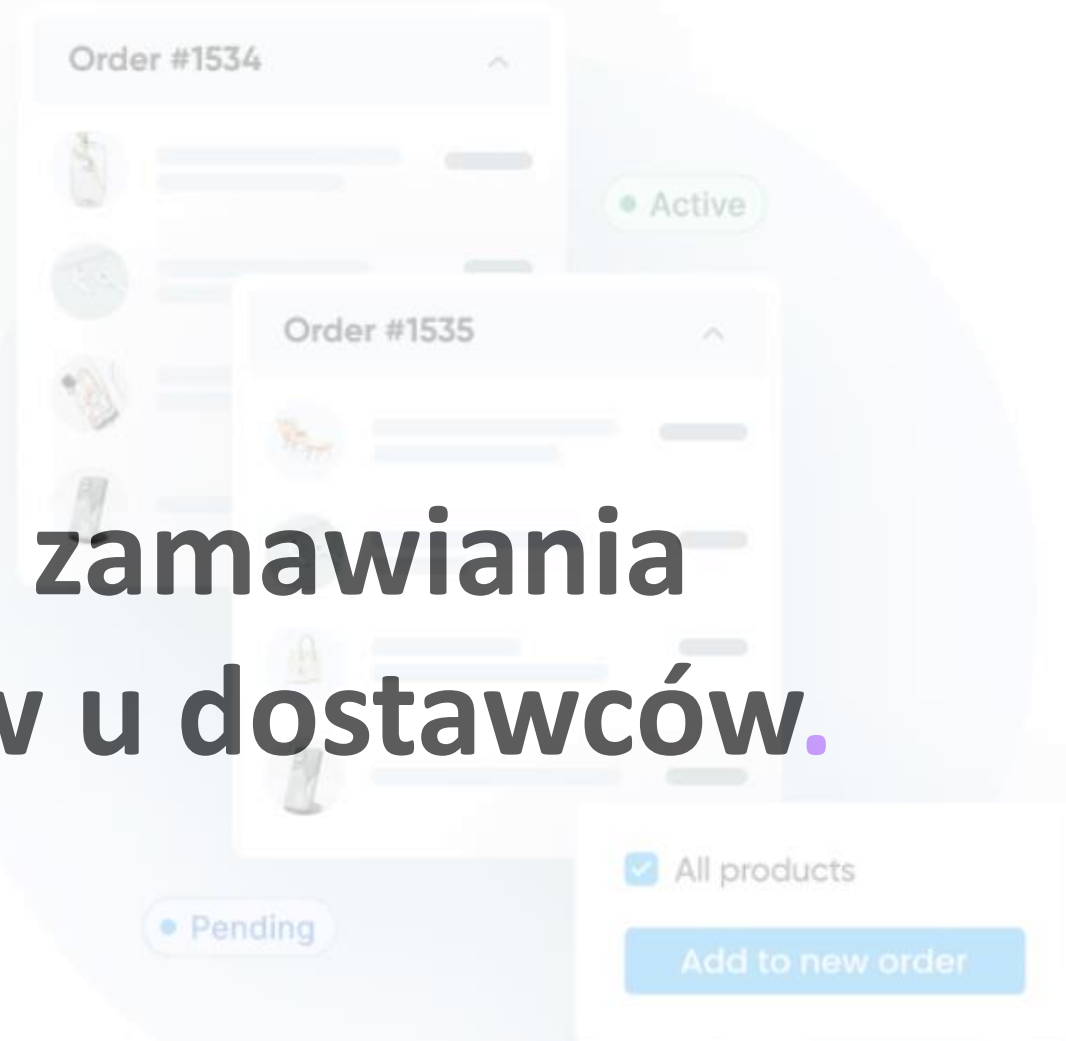 Order #1534
Active
Order #1535
zamawiania
u dostawców.
Pending
All products
Add to new order